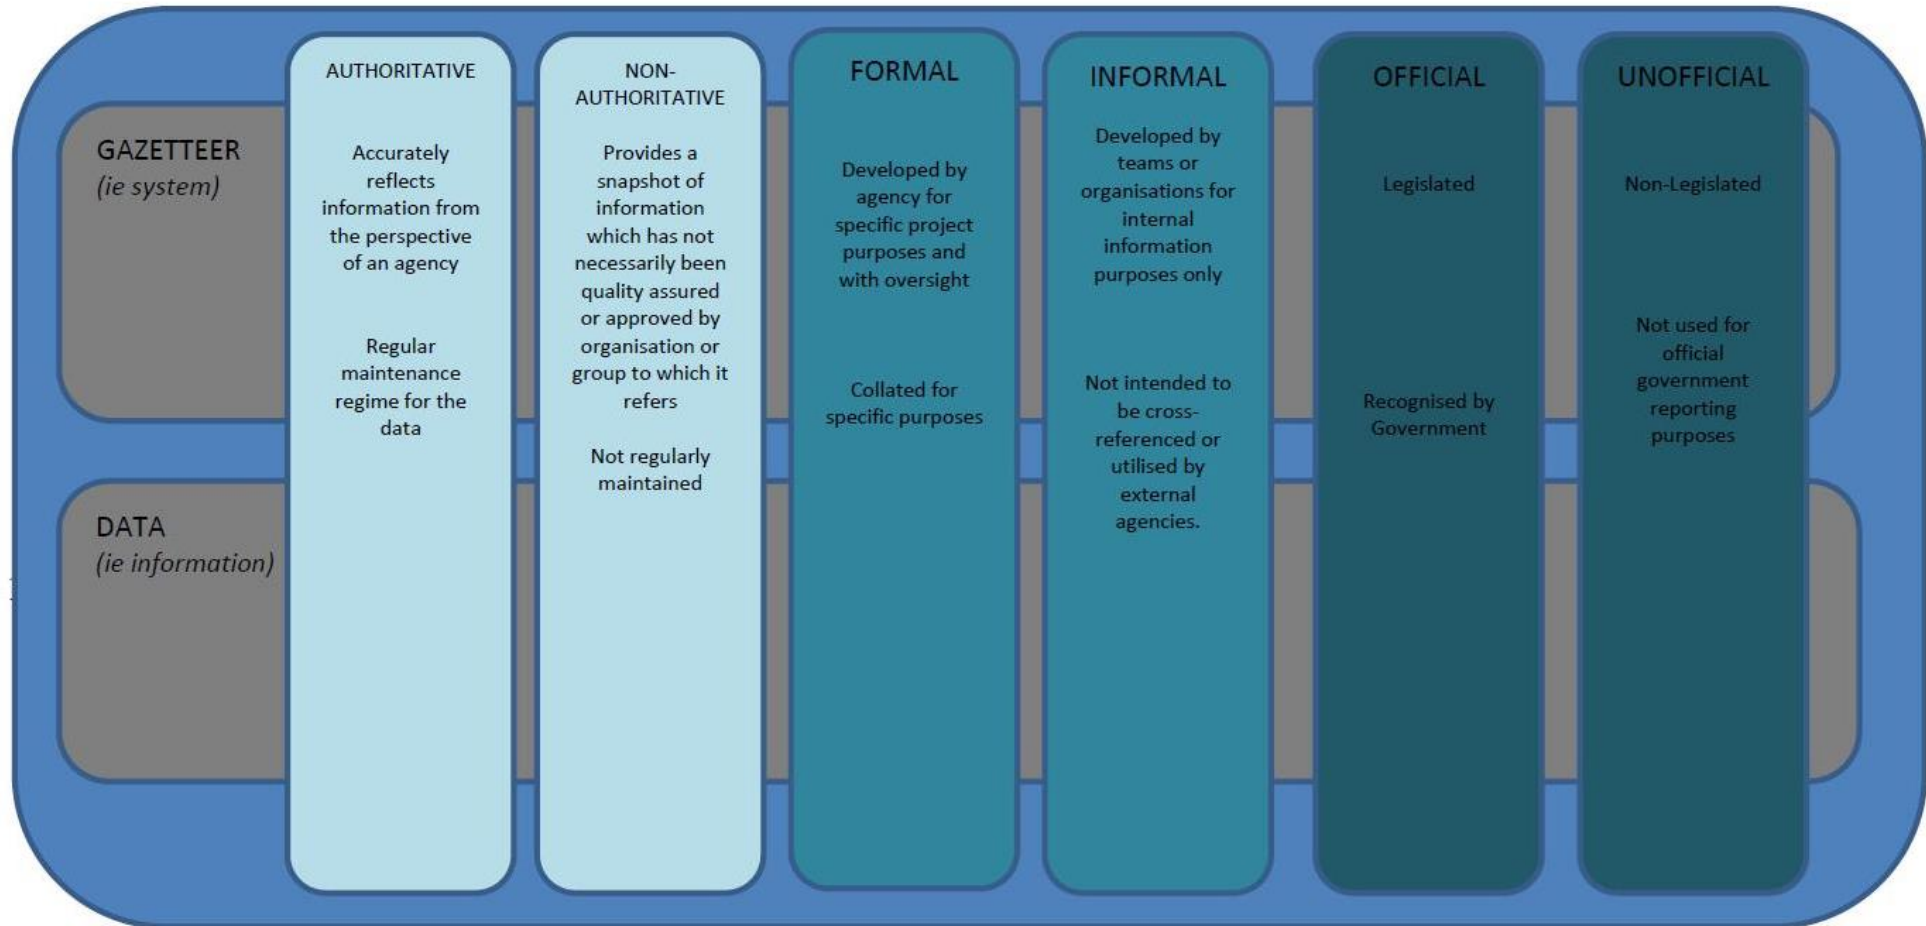 GAZETTEER
(ie system)
DATA
(ie information)
AUTHORITATIVE
Accurately
reflects
information from
the perspective
of an agency
Regular
maintenance
regime for the
data
NON-
AUTHORITATIVE
Provides a
snapshot of
information
which has not
necessarily been
quality assured
or approved by
organisation or
group to which it
refers
Not regularly
maintained
FORMAL
Developed by
agency for
specific project
purposes and
with oversight
Collated for
specific purposes
INFORMAL
Developed by
teams or
organisations for
internal
information
purposes only
Not intended to
be cross-
referenced or
utilised by
external
agencies.
OFFICIAL
Legislated
Recognised by
Government
UNOFFICIAL
Non-Legislated
Not used for
official
government
reporting
purposes